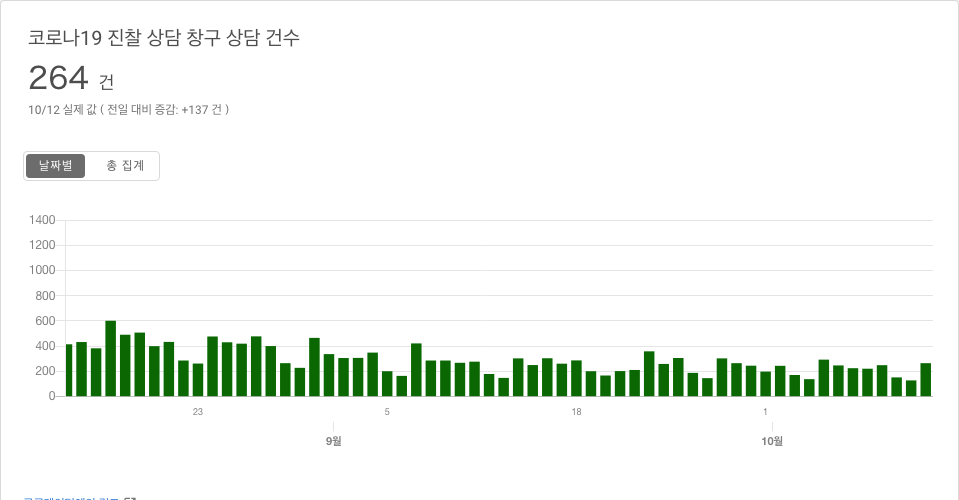 코로나19 진찰 상담 창구 상담 건수
264 건
10/12 실제 값 ( 전일 대비 증감: +137 건 )
날짜별 총 집계
1400
1200
1000
800
600
400
200
0
23 5 18 1
9월 10월